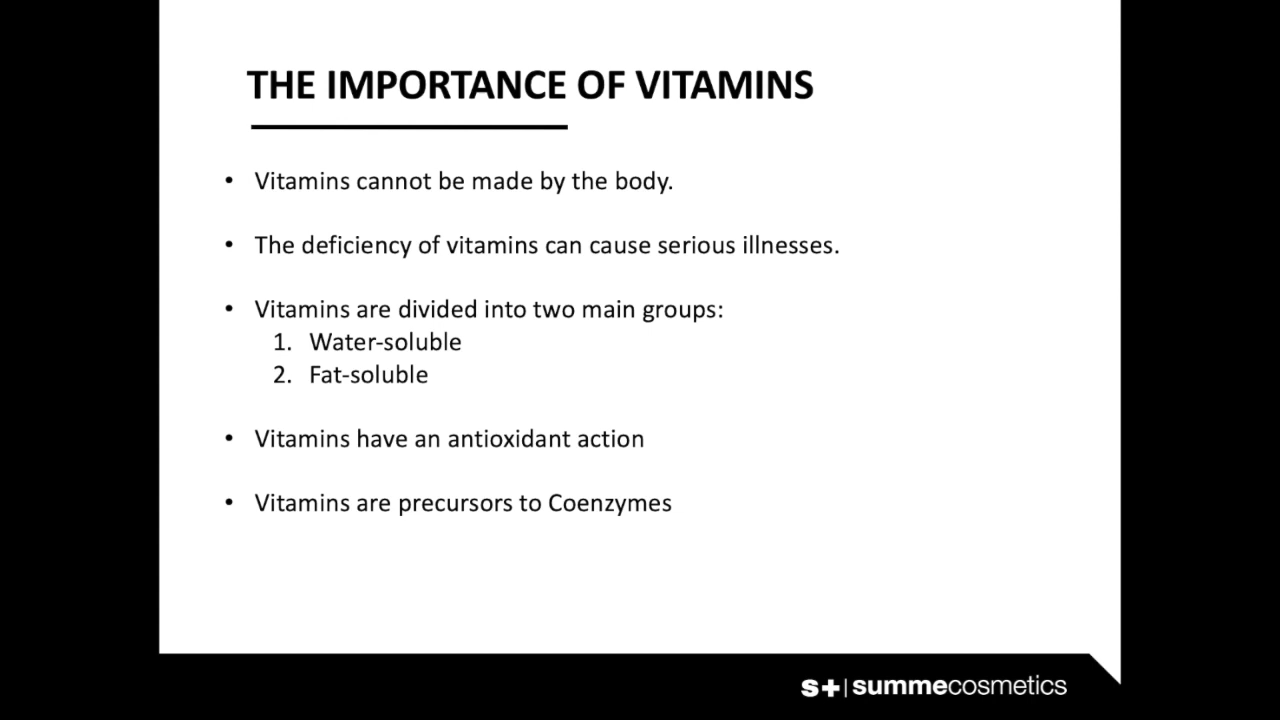 THE IMPORTANCE OF VITAMINS
• Vitamins cannot be made by the body.
• The deficiency of vitamins can cause serious illnesses.
• Vitamins are divided into two main groups:
1. Water-soluble
2. Fat-soluble
• Vitamins have an antioxidant action
• Vitamins are precursors to Coenzymes
s+|summecosmetics